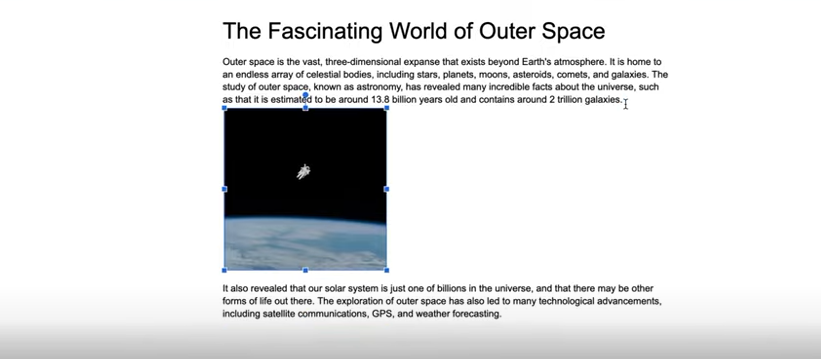 The Fascinating World of Outer Space
Outer space is the vast, three-dimensional expanse that exists beyond Earth's atmosphere. It is home to
an endless array of celestial bodies, including stars, planets, moons, asteroids, comets, and galaxies. The
study of outer space, known as astronomy, has revealed many incredible facts about the universe, such
as that it is estimated to be around 13.8 billion years old and contains around 2 trillion galaxies.
It also revealed that our solar system is just one of billions in the universe, and that there may be other
forms of life out there. The exploration of outer space has also led to many technological advancements,
including satellite communications, GPS, and weather forecasting.